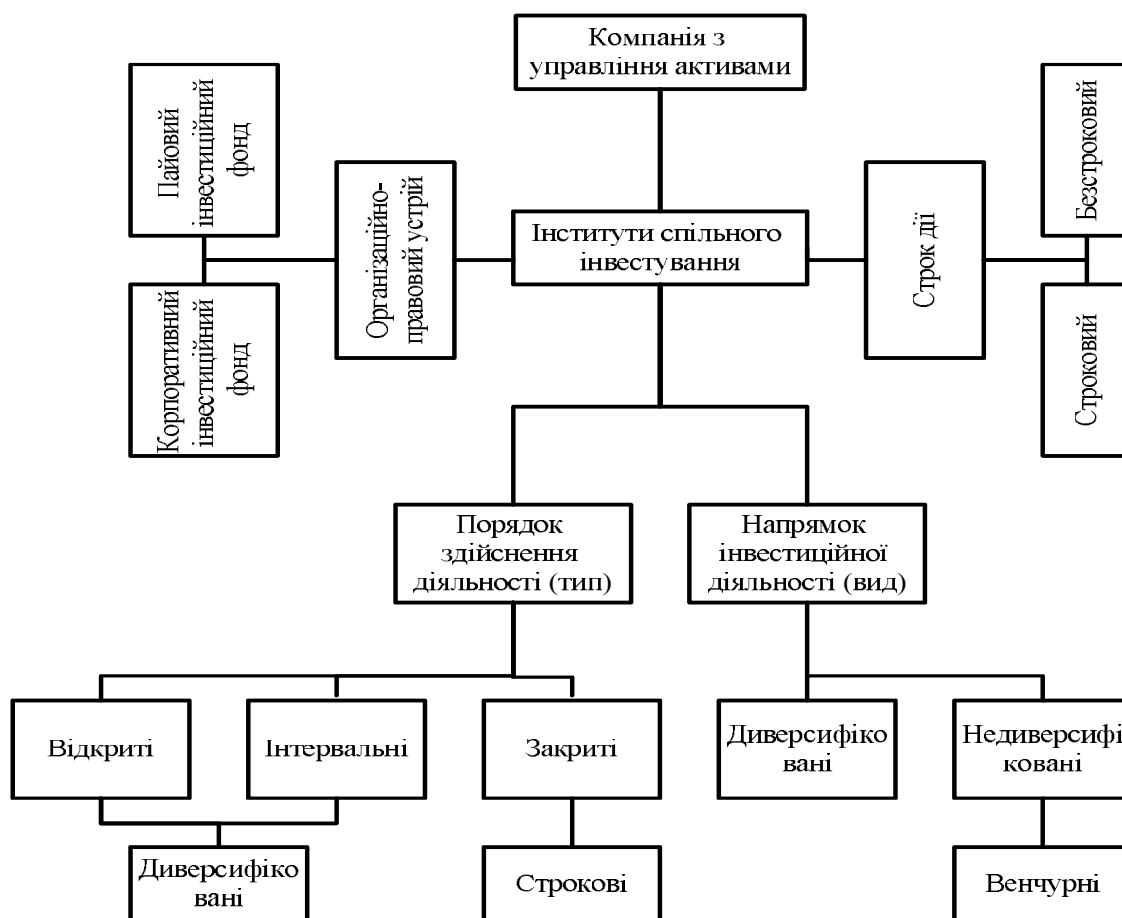 Компанія з
управління активами
Пайовий
інвестиційний
фонд
Організаційно-
правовий устрій
Інститути спільного
інвестування
Строк дії
Безстроковий
Корпоративний
інвестиційний
фонд
Строковий
Порядок
здійснення
діяльності (тип)
Напрямок
інвестиційної
діяльності (вид)
Відкриті
Інтервальні
Закриті
Диверсифіко
вані
Недиверсифі
ковані
Диверсифіко
вані
Строкові
Венчурні